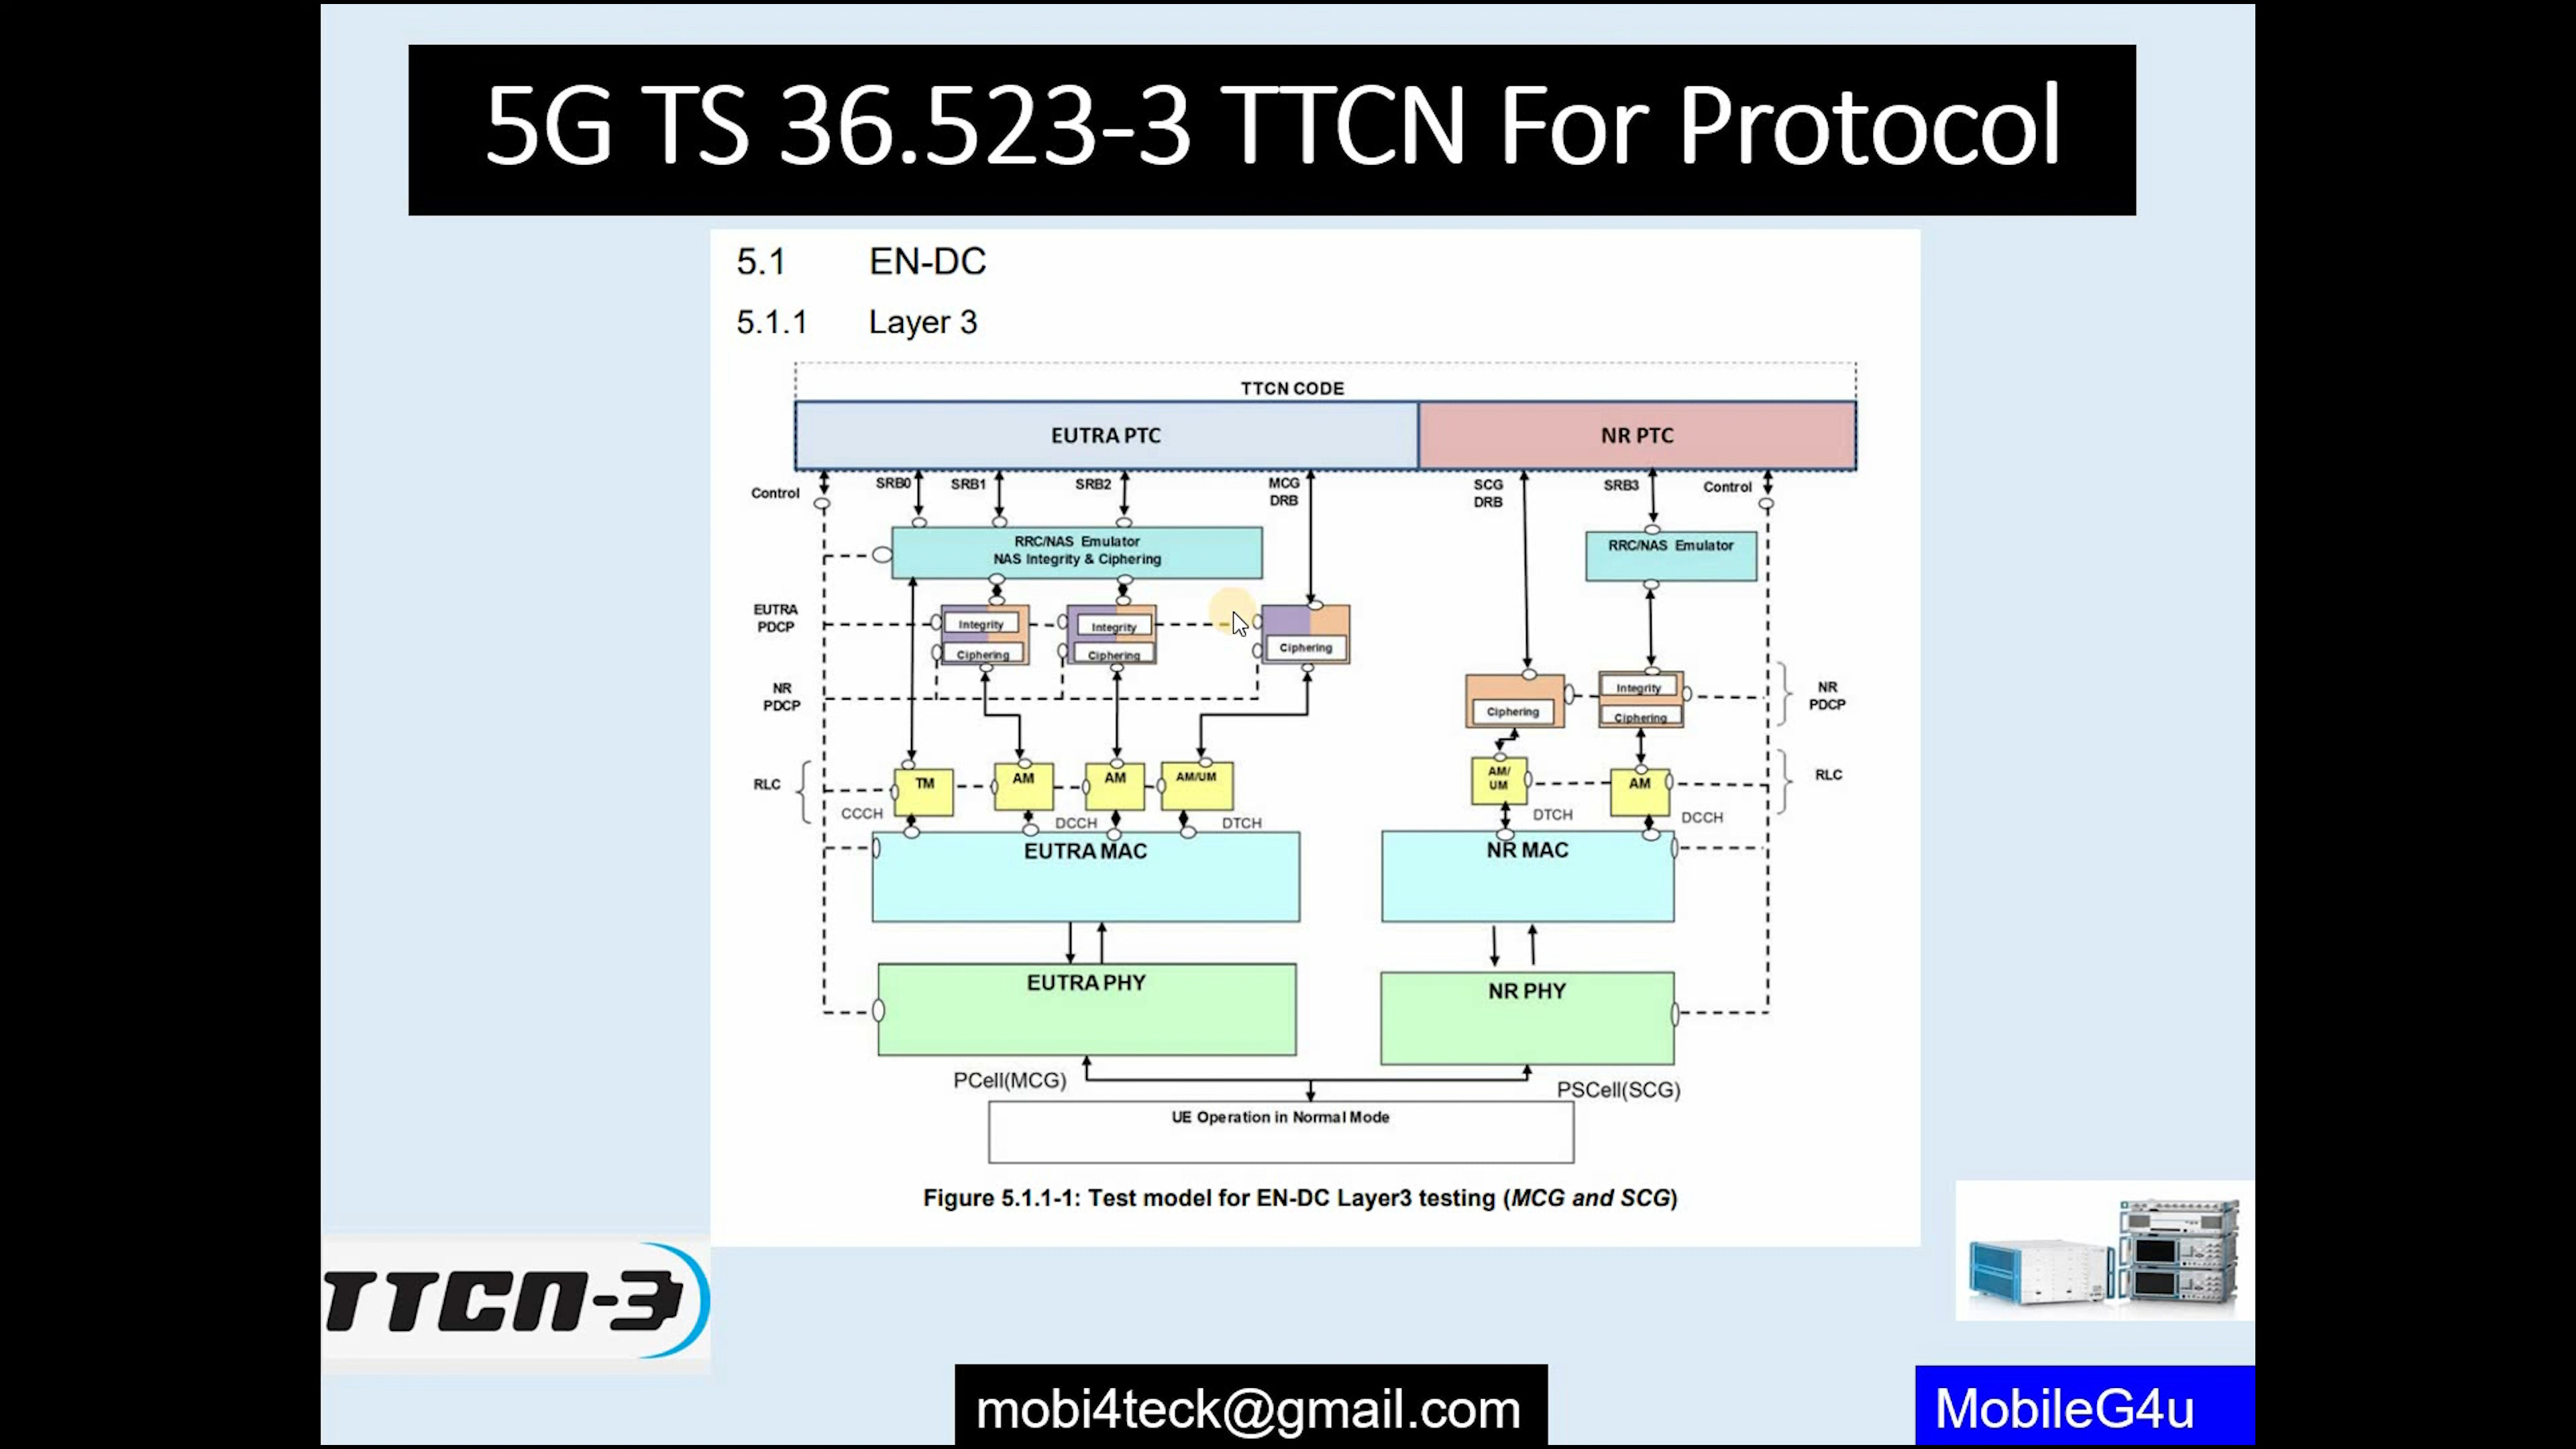 5G TS 36.523-3 TTCN For Protocol
5.1 EN-DC
5.1.1 Layer 3
TTCN CODE
EUTRA PTC
NR PTC
Control
SRB0
SRB1
SRB2
MCG
DRB
SCG
DRB
SRB3
Control
RRC/NAS Emulator
NAS Integrity & Ciphering
RRC/NAS Emulator
EUTRA
PDCP
Integrity
Ciphering
Integrity
Ciphering
Ciphering
NR
PDCP
Ciphering
Integrity
Ciphering
NR
PDCP
RLC
TM
AM
AM
AM/UM
AM/
UM
AM
RLC
CCCH
DCCH
DTCH
DTCH
DCCH
EUTRA MAC
NR MAC
EUTRA PHY
NR PHY
PCell(MCG)
PSCell(SCG)
UE Operation in Normal Mode
Figure 5.1.1-1: Test model for EN-DC Layer3 testing (MCG and SCG)
TTCN-3
mobi4teck@gmail.com
MobileG4u